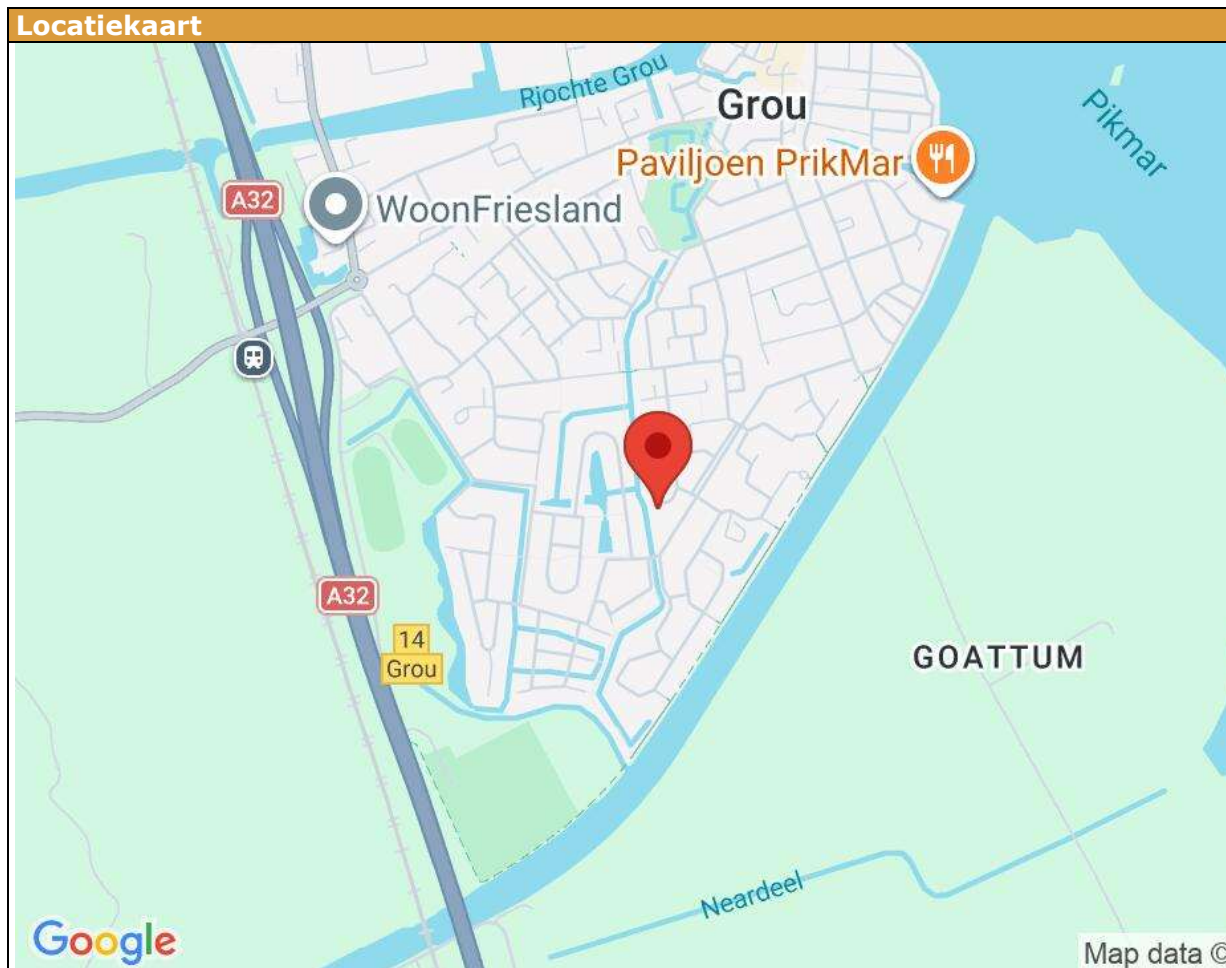 Locatiekaart
Rjochte Grou
Grou
Pikmar
Paviljoen PrikMar
A32
WoonFriesland
A32
14
Grou
GOATTUM
Neardeel
Google
Map data ©